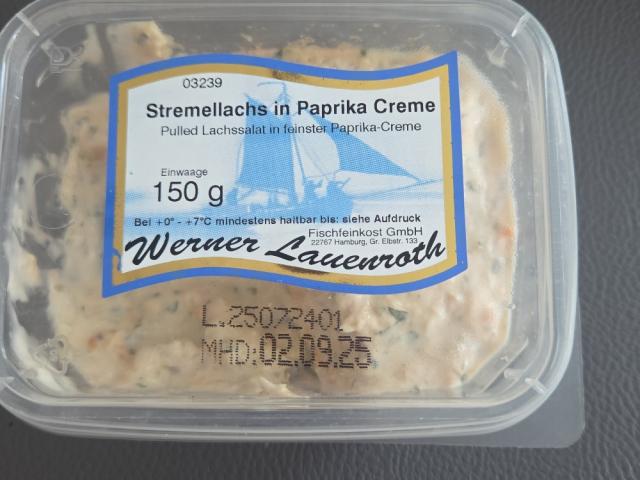 03239
Stremellachs in Paprika Creme
Pulled Lachssalat in feinster Paprika-Creme
Einwaage
150 g
Bei +0° - +7°C mindestens haltbar bis: siehe Aufdruck
Fischfeinkost GmbH
22767 Hamburg, Gr. Elbstr. 133
Werner Lauenroth
L.25072401
MHD:02.09.25